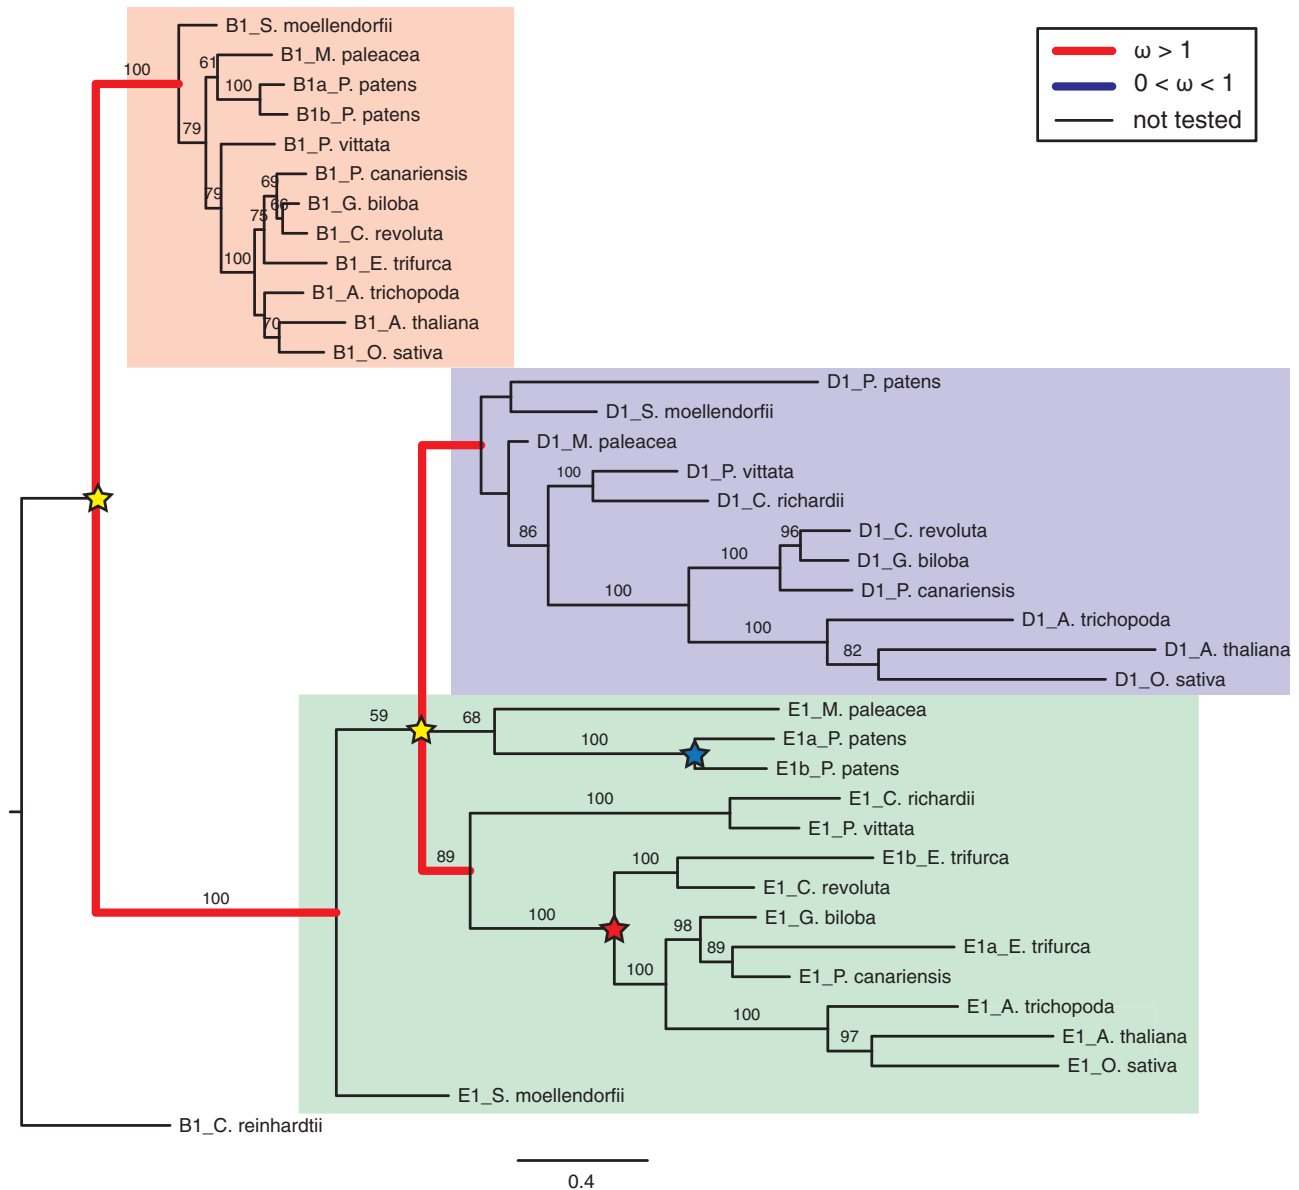 B1_S. moellendorfii
ω > 1
B1_M. paleacea
61
100
0 < ω < 1
100
B1a_P. patens
B1b_P. patens
not tested
79
B1_P. vittata
B1_P. canariensis
69
79
66
B1_G. biloba
75
B1_C. revoluta
100
B1_E. trifurca
B1_A. trichopoda
70
B1_A. thaliana
B1_O. sativa
D1_P. patens
D1_S. moellendorfii
D1_M. paleacea
100
D1_P. vittata
D1_C. richardii
86
96
D1_C. revoluta
100
D1_G. biloba
100
D1_P. canariensis
D1_A. trichopoda
100
82
D1_A. thaliana
D1_O. sativa
59
68
E1_M. paleacea
100
E1a_P. patens
E1b_P. patens
100
E1_C. richardii
E1_P. vittata
89
100
E1b_E. trifurca
E1_C. revoluta
100
100
98
E1_G. biloba
89
E1a_E. trifurca
100
E1_P. canariensis
E1_A. trichopoda
100
97
E1_A. thaliana
E1_O. sativa
E1_S. moellendorfii
B1_C. reinhardtii
0.4